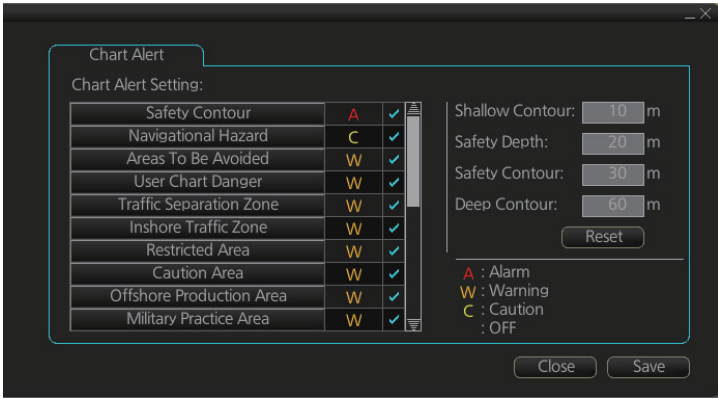 Chart Alert
Chart Alert Setting:
Safety Contour A
Navigational Hazard C
Areas To Be Avoided W
User Chart Danger W
Traffic Separation Zone W
Inshore Traffic Zone W
Restricted Area W
Caution Area W
Offshore Production Area W
Military Practice Area W
Shallow Contour: 10 m
Safety Depth: 20 m
Safety Contour: 30 m
Deep Contour: 60 m
Reset
A : Alarm
W : Warning
C : Caution
: OFF
Close Save